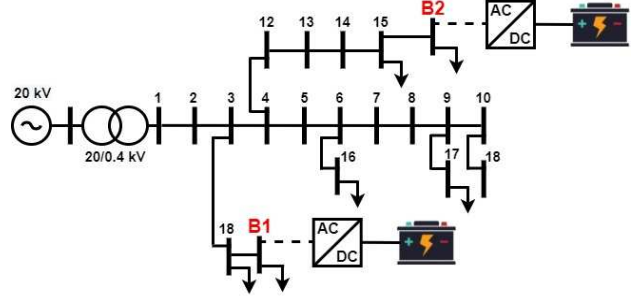 12 13 14 15 B2 AC DC + -
20 kV 1 2 3 4 5 6 7 8 9 10
20/0.4 kV
16 17 18
18 B1 AC DC + -